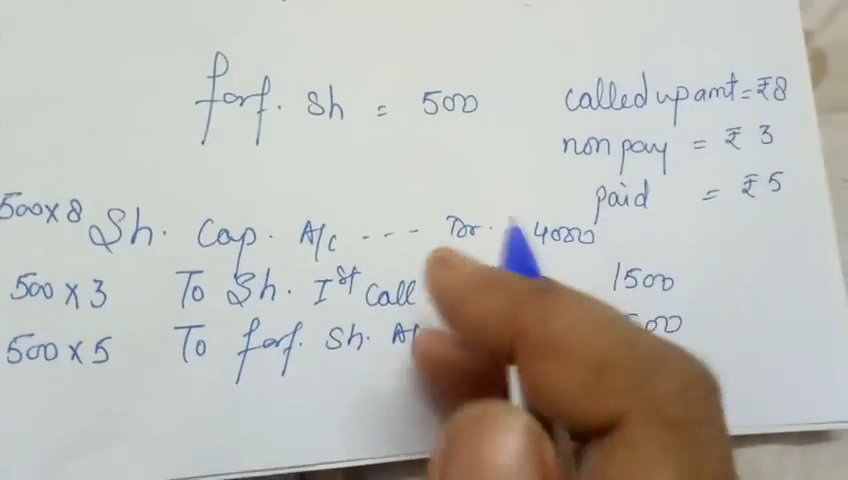 forf. Sh = 500
called up amt = ₹8
non pay = ₹ 3
paid = ₹ 5
500x8 Sh. Cap. A/c --- Dr. 4000
500 x 3 To Sh. Ist Call 1500
500 x 5 To forf. Sh. A/